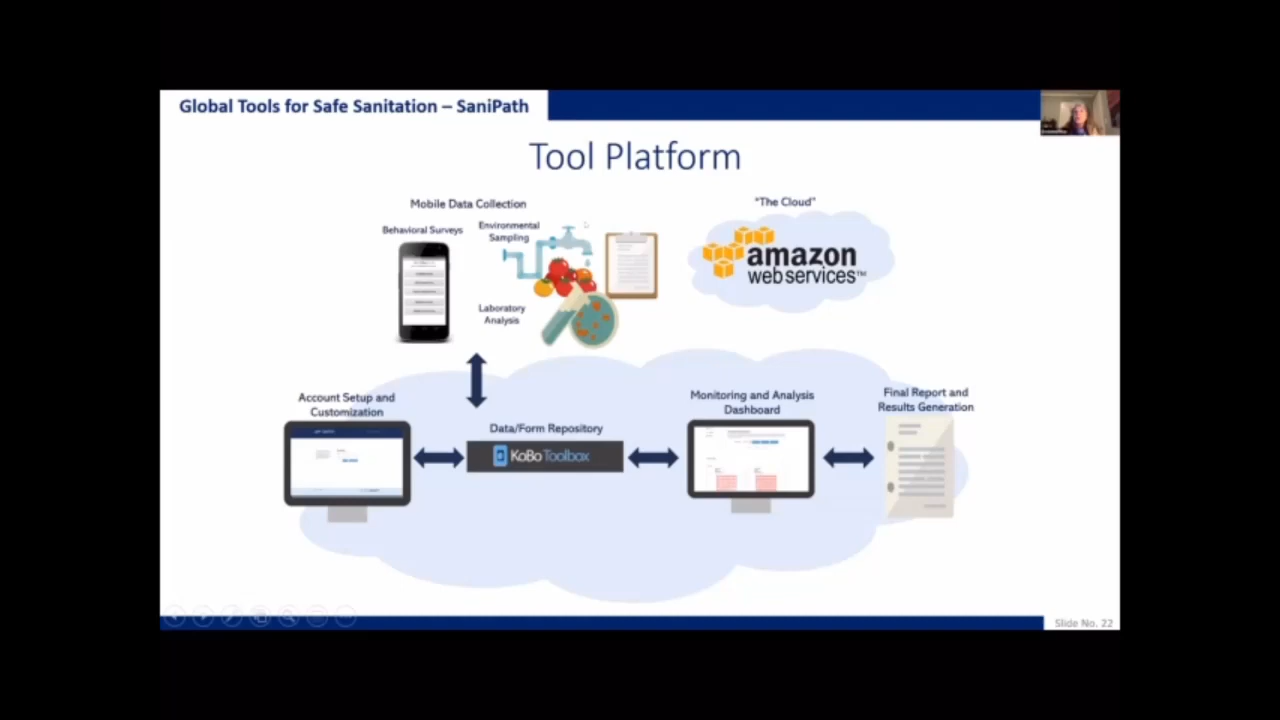 Global Tools for Safe Sanitation – SaniPath
Tool Platform
Mobile Data Collection
Behavioral Surveys
Environmental
Sampling
Laboratory
Analysis
"The Cloud"
amazon
webservices™
Account Setup and
Customization
Data/Form Repository
KoBo Toolbox
Monitoring and Analysis
Dashboard
Final Report and
Results Generation
Slide No. 22